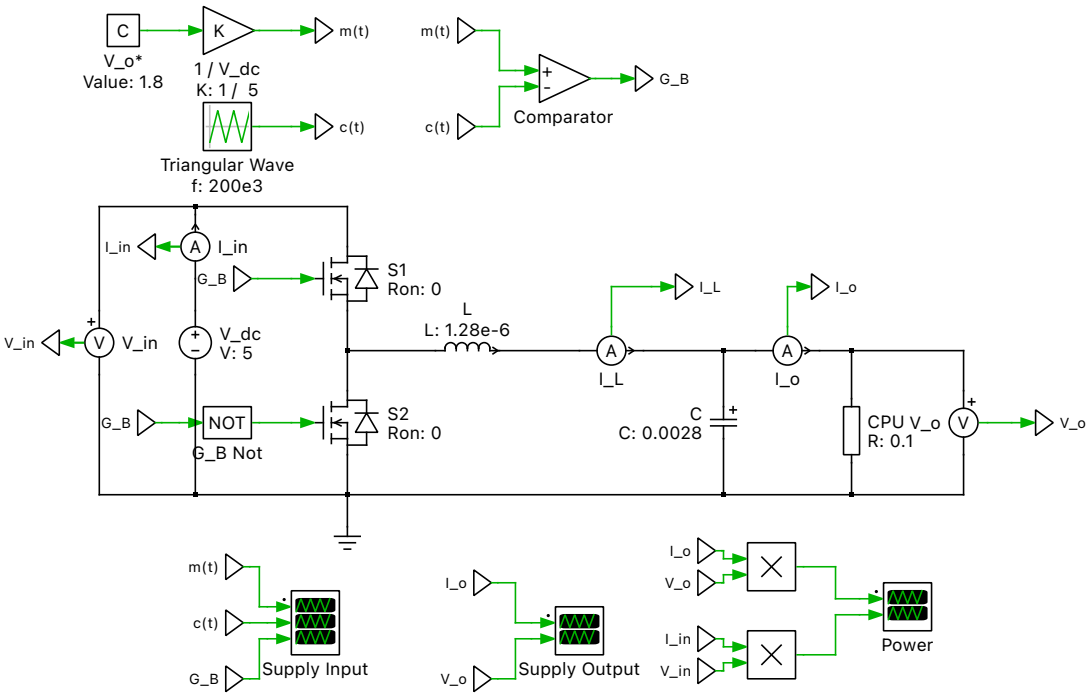 C
V_o*
Value: 1.8
K
1 / V_dc
K: 1 /  5
m(t)
m(t)
+
-
G_B
Comparator
c(t)
c(t)
Triangular Wave
f: 200e3
I_in
A
I_in
G_B
S1
Ron: 0
I_L
I_o
L
L: 1.28e-6
V_in
+
V
V_in
+
−
V_dc
V: 5
A
I_L
A
I_o
G_B
NOT
G_B Not
S2
Ron: 0
C
C: 0.0028
+
CPU
R: 0.1
V_o
+
V
V_o
m(t)
c(t)
G_B
Supply Input
I_o
V_o
Supply Output
I_o
V_o
×
I_in
V_in
×
Power